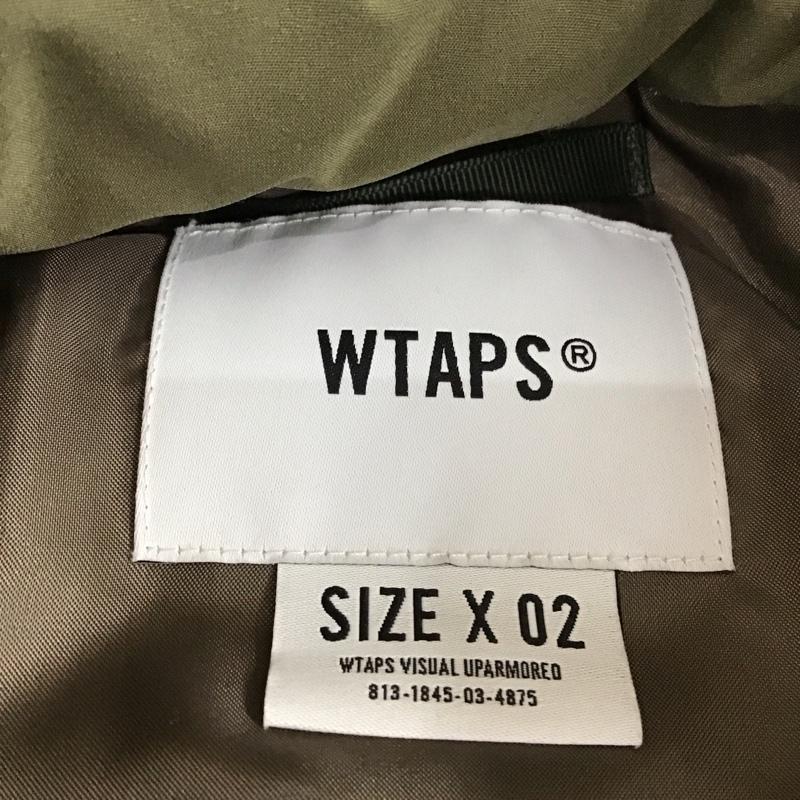 WTAPS®
SIZE X 02
WTAPS VISUAL UPARMORED
813-1845-03-4875